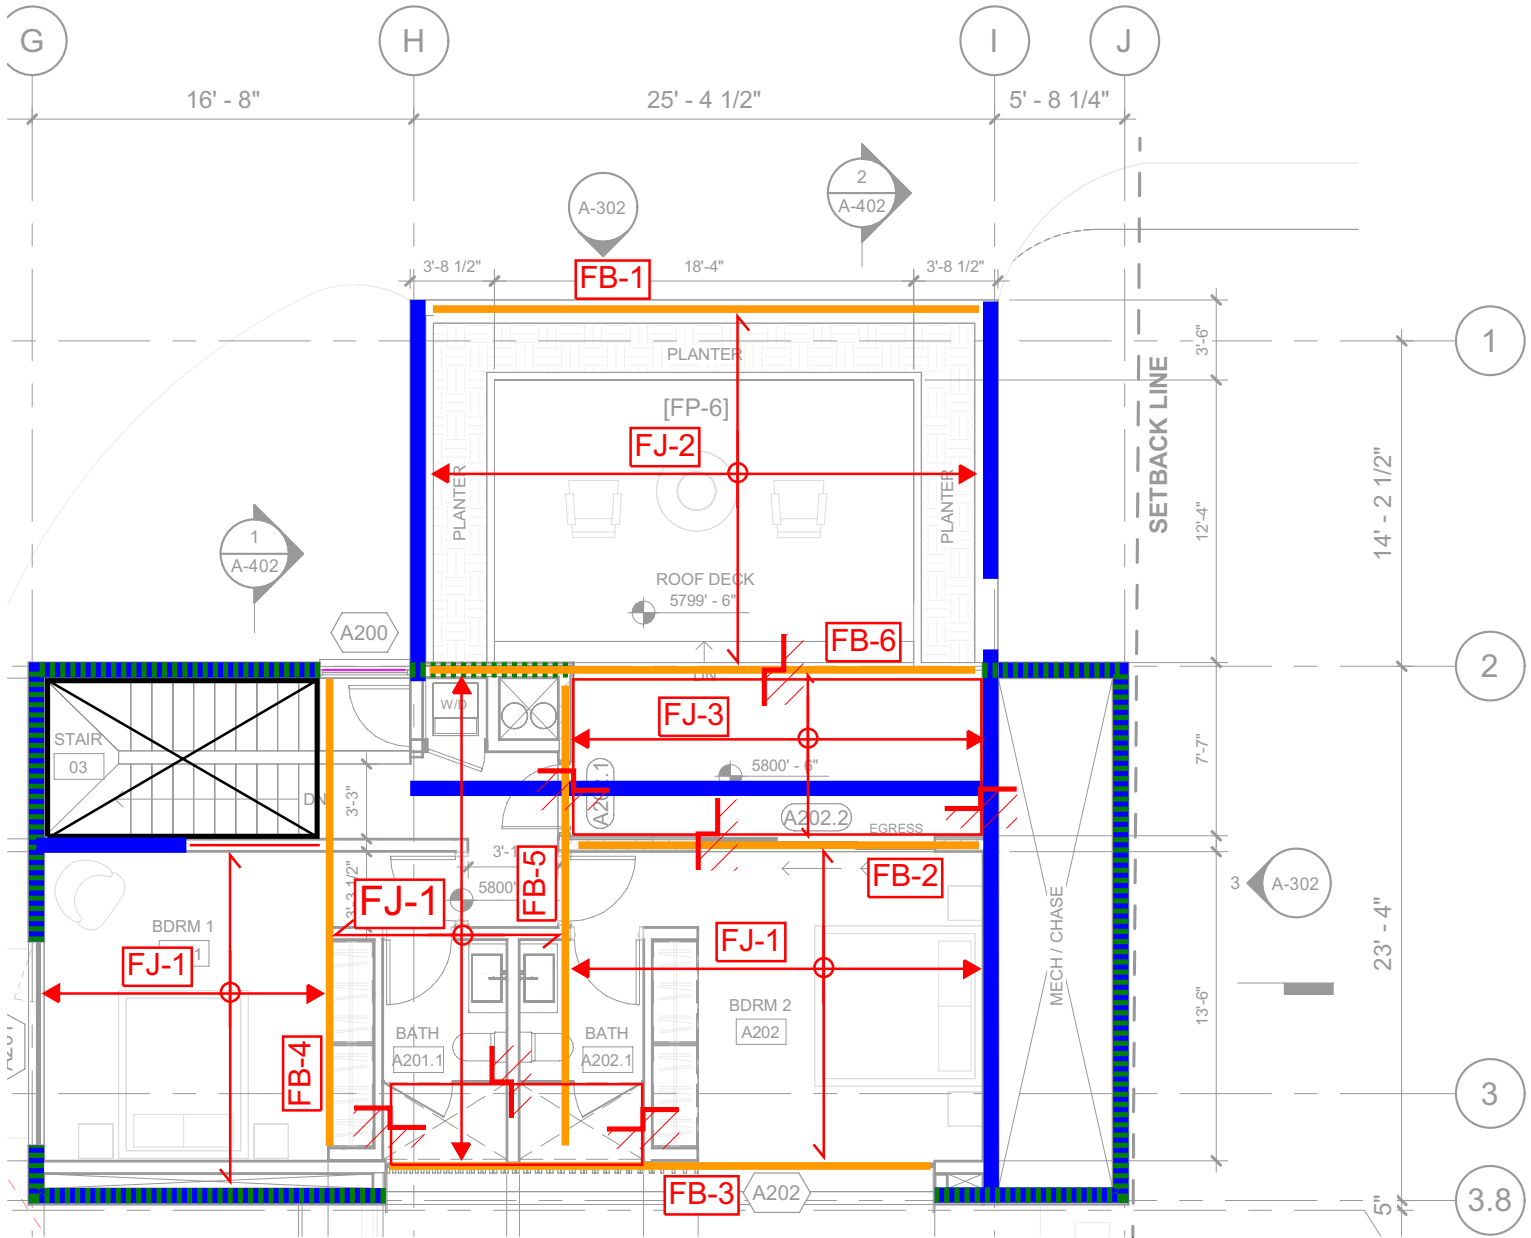 G
H
I
J
16' - 8"
25' - 4 1/2"
5' - 8 1/4"
2
A-402
A-302
3'-8 1/2"
18'-4"
3'-8 1/2"
FB-1
PLANTER
3'-6"
1
SETBACK LINE
[FP-6]
FJ-2
PLANTER
PLANTER
12'-4"
14' - 2 1/2"
1
A-402
ROOF DECK
5799' - 6"
A200
FB-6
2
DN
W/D
FJ-3
STAIR
03
DN
5800' - 6"
7'-7"
3'-3"
A202.2
EGRESS
FB-5
FB-2
3'-3 1/2"
FJ-1
5800'
3
A-302
BDRM 1
FJ-1
FJ-1
MECH / CHASE
23' - 4"
BDRM 2
A202
13'-6"
BATH
A201.1
BATH
A202.1
FB-4
3
FB-3
A202
5"
3.8